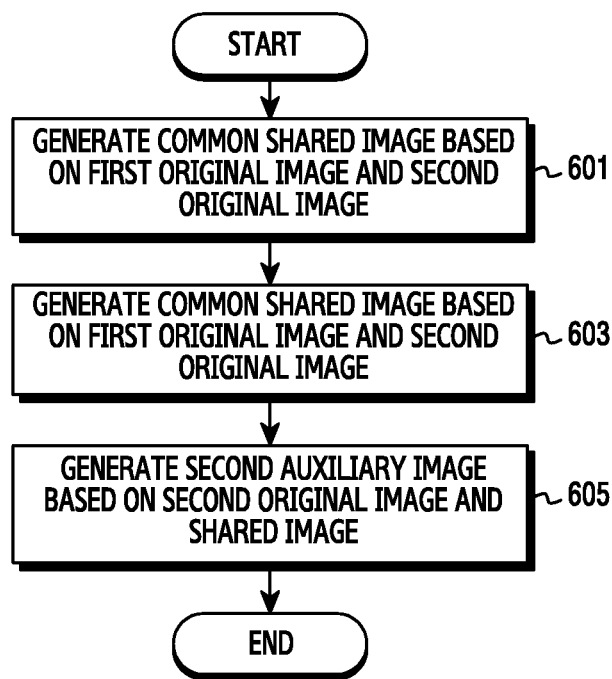 START
GENERATE COMMON SHARED IMAGE BASED
ON FIRST ORIGINAL IMAGE AND SECOND
ORIGINAL IMAGE
601
GENERATE COMMON SHARED IMAGE BASED
ON FIRST ORIGINAL IMAGE AND SECOND
ORIGINAL IMAGE
603
GENERATE SECOND AUXILIARY IMAGE
BASED ON SECOND ORIGINAL IMAGE AND
SHARED IMAGE
605
END